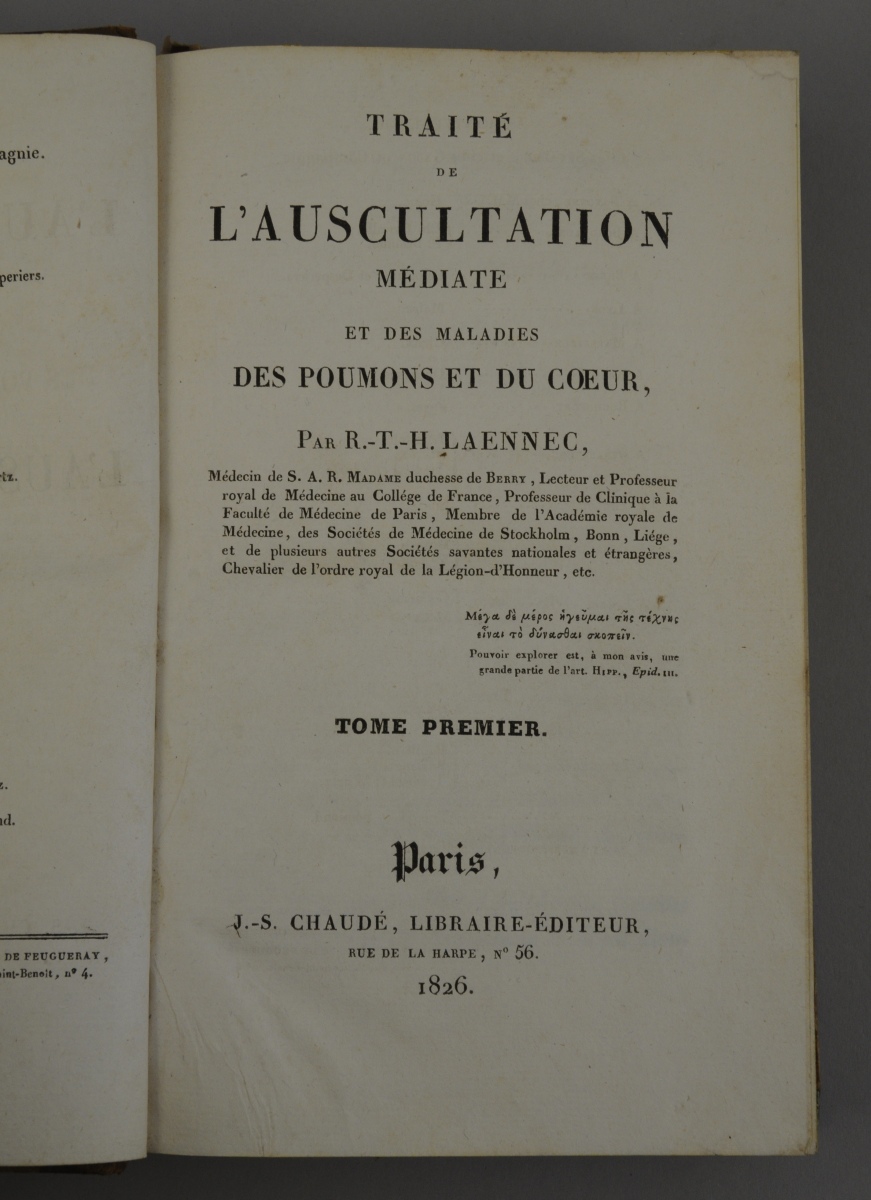 agnie.
periers.
rtz.
z.
nd.
DE FEUGUERAY,
aint-Benoît, n° 4.
TRAITÉ
DE
L'AUSCULTATION
MÉDIATE
ET DES MALADIES
DES POUMONS ET DU CŒUR,
PAR R.-T.-H. LAENNEC,
Médecin de S. A. R. MADAME duchesse de BERRY, Lecteur et Professeur
royal de Médecine au Collége de France, Professeur de Clinique à la
Faculté de Médecine de Paris, Membre de l'Académie royale de
Médecine, des Sociétés de Médecine de Stockholm, Bonn, Liége,
et de plusieurs autres Sociétés savantes nationales et étrangères,
Chevalier de l'ordre royal de la Légion-d'Honneur, etc.
Μέγα δὲ μέρος ἡγεῦμαι τῆς τέχνης
εἶναι τὸ δύνασθαι σκοπεῖν.
Pouvoir explorer est, à mon avis, une
grande partie de l'art. HIPP., Epid. III.
TOME PREMIER.
Paris,
J.-S. CHAUDÉ, LIBRAIRE-ÉDITEUR,
RUE DE LA HARPE, N° 56.
1826.